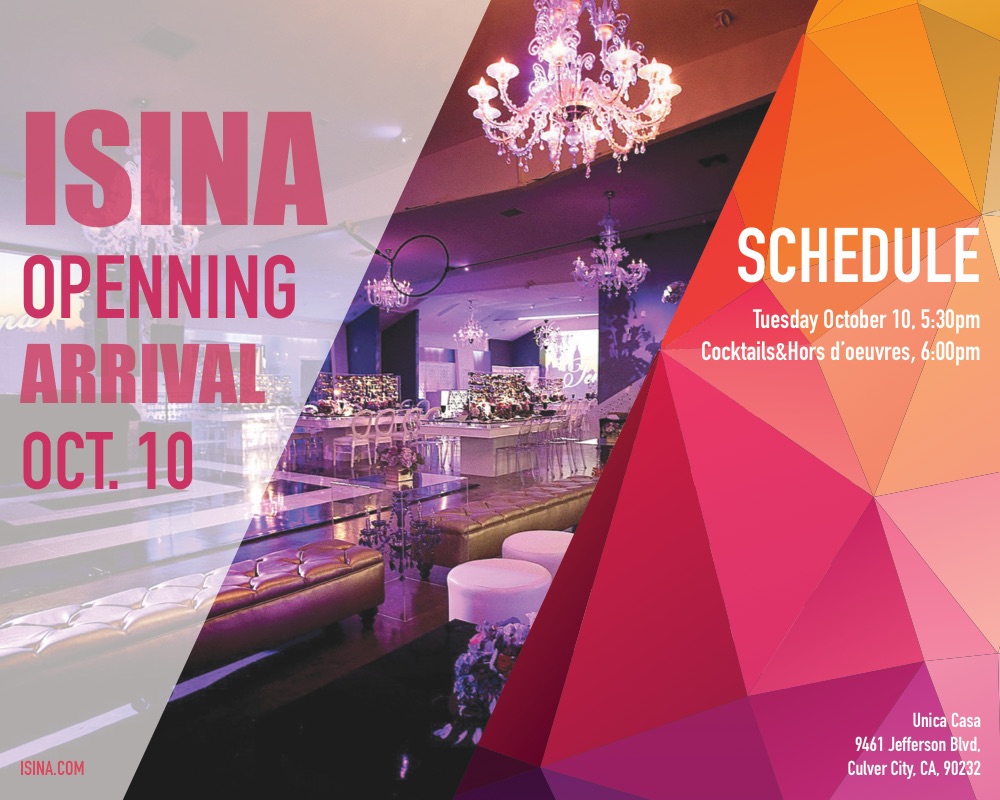 ISINA
OPENNING
ARRIVAL
OCT. 10
ISINA.COM
SCHEDULE
Tuesday October 10, 5:30pm
Cocktails&Hors d’oeuvres, 6:00pm
Unica Casa
9461 Jefferson Blvd,
Culver City, CA, 90232